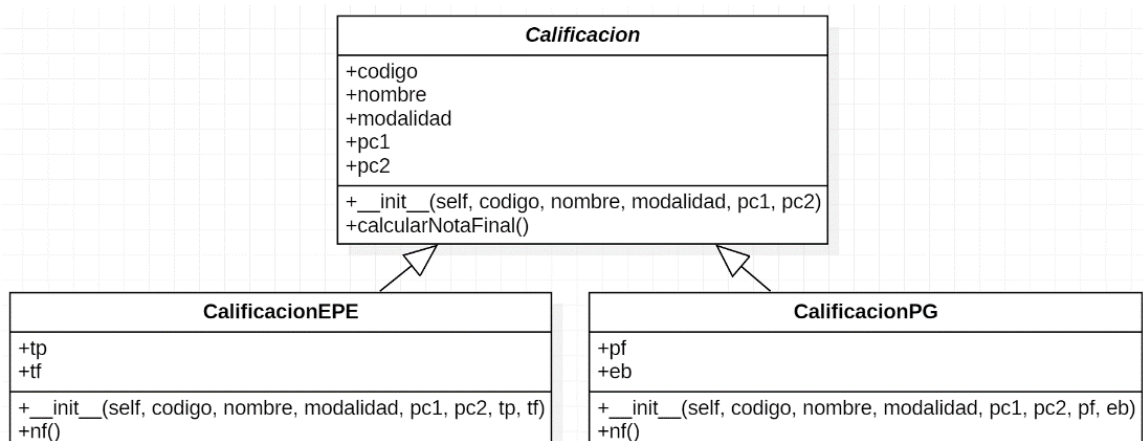 Calificacion
+codigo
+nombre
+modalidad
+pc1
+pc2
+__init__(self, codigo, nombre, modalidad, pc1, pc2)
+calcularNotaFinal()
CalificacionEPE
+tp
+tf
+__init__(self, codigo, nombre, modalidad, pc1, pc2, tp, tf)
+nf()
CalificacionPG
+pf
+eb
+__init__(self, codigo, nombre, modalidad, pc1, pc2, pf, eb)
+nf()